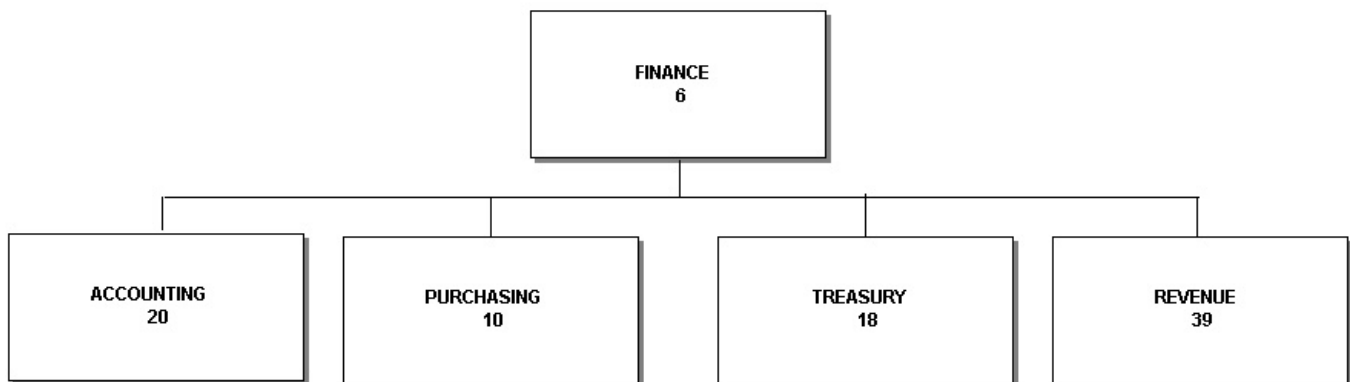 FINANCE
6
ACCOUNTING
20
PURCHASING
10
TREASURY
18
REVENUE
39